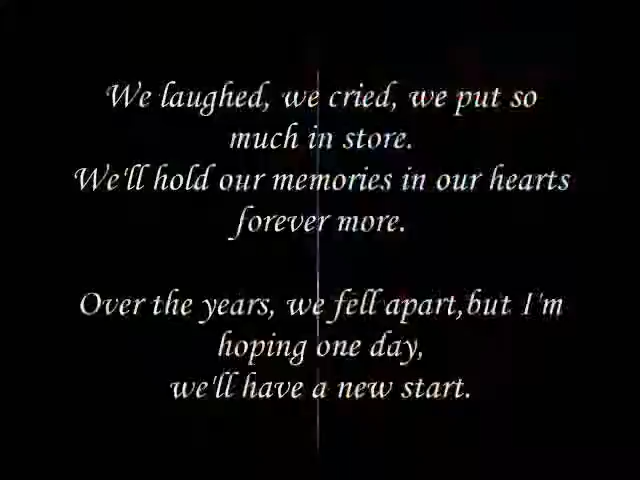 We laughed, we cried, we put so
much in store.
We'll hold our memories in our hearts
forever more.
Over the years, we fell apart,but I'm
hoping one day,
we'll have a new start.